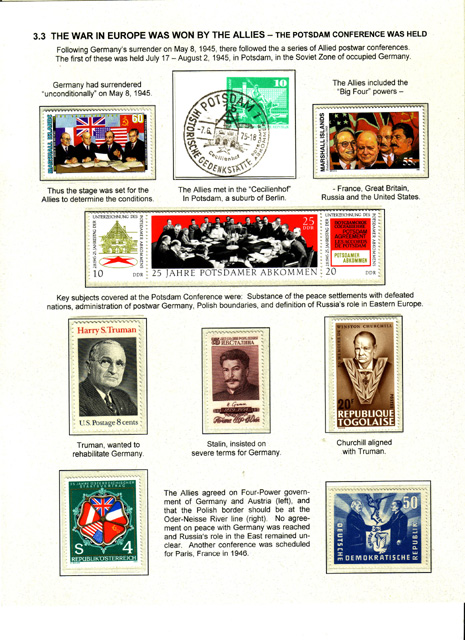 3.3 THE WAR IN EUROPE WAS WON BY THE ALLIES – THE POTSDAM CONFERENCE WAS HELD
Following Germany's surrender on May 8, 1945, there followed the a series of Allied postwar conferences.
The first of these was held July 17 – August 2, 1945, in Potsdam, in the Soviet Zone of occupied Germany.
Germany had surrendered
"unconditionally" on May 8, 1945.
MARSHALL ISLANDS
60
POTSDAM
HISTORISCHE
GEDENKSTÄTTE
Cecilienhof
10
The Allies included the
"Big Four" powers –
MARSHALL ISLANDS
55
Thus the stage was set for the
Allies to determine the conditions.
The Allies met in the "Cecilienhof"
In Potsdam, a suburb of Berlin.
- France, Great Britain,
Russia and the United States.
10
DDR
25
DDR
25 JAHRE POTSDAMER ABKOMMEN
POTSDAM
AGREEMENT
POTSDAMER
ABKOMMEN
20
DDR
Key subjects covered at the Potsdam Conference were: Substance of the peace settlements with defeated
nations, administration of postwar Germany, Polish boundaries, and definition of Russia's role in Eastern Europe.
Harry S. Truman
U.S. Postage 8 cents
WINSTON CHURCHILL
20F
REPUBLIQUE
TOGOLAISE
Truman, wanted to
rehabilitate Germany.
Stalin, insisted on
severe terms for Germany.
Churchill aligned
with Truman.
S 4
REPUBLIK ÖSTERREICH
The Allies agreed on Four-Power govern-
ment of Germany and Austria (left), and
that the Polish border should be at the
Oder-Neisse River line (right). No agree-
ment on peace with Germany was reached
and Russia's role in the East remained un-
clear. Another conference was scheduled
for Paris, France in 1946.
50
DEUTSCHE DEMOKRATISCHE
REPUBLIK